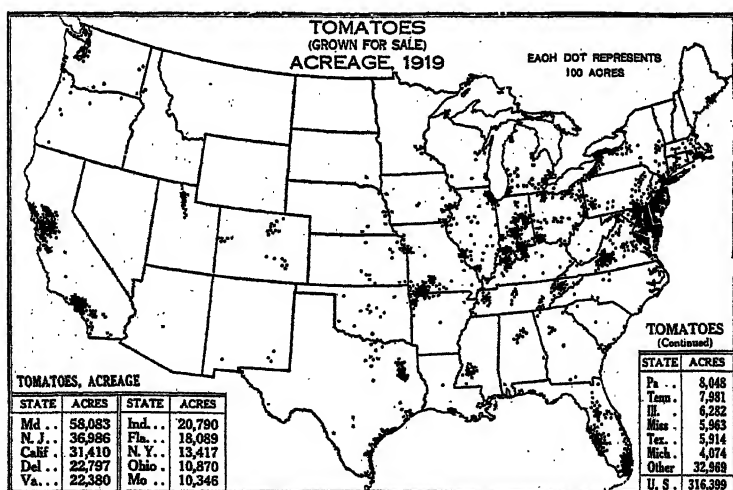 TOMATOES
(GROWN FOR SALE)
ACREAGE, 1919
EACH DOT REPRESENTS
100 ACRES
TOMATOES, ACREAGE
STATE ACRES STATE ACRES
Md .. 58,083 Ind... 20,790
N. J.. 36,986 Fla... 18,089
Calif . 31,410 N. Y.. 13,417
Del .. 22,797 Ohio . 10,870
Va... 22,380 Mo .. 10,346
TOMATOES
(Continued)
STATE ACRES
Pa .. 8,048
Tenn . 7,981
Ill. . 6,282
Miss . 5,963
Tex. . 5,914
Mich . 4,074
Other 32,969
U. S. 316,399